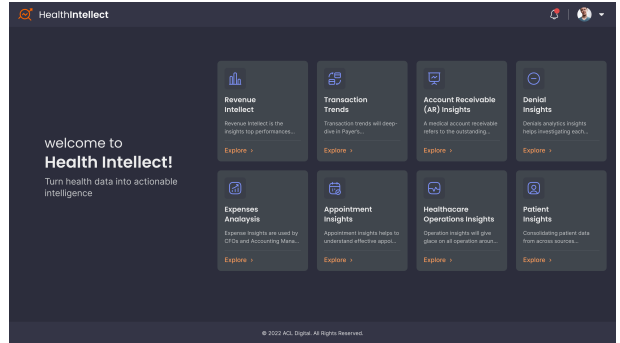 HealthIntellect
welcome to
Health Intellect!
Turn health data into actionable
intelligence
Revenue
Intellect
Revenue Intellect is the
insights top performances...
Explore ›
Transaction
Trends
Transaction trends will deep-
dive in Payer's...
Explore ›
Account Receivable
(AR) Insights
A medical account receivable
refers to the outstanding...
Explore ›
Denial
Insights
Denials analytics insights
helps investigating each...
Explore ›
Expenses
Analaysis
Expense insights are used by
CFOs and Accounting Mana...
Explore ›
Appointment
Insights
Appointment insights helps to
understand effective appoi...
Explore ›
Healthacare
Operations Insights
Operation insights will give
glace on all operation aroun...
Explore ›
Patient
Insights
Consolidating patient data
from across sources...
Explore ›
© 2022 ACL Digital. All Rights Reserved.